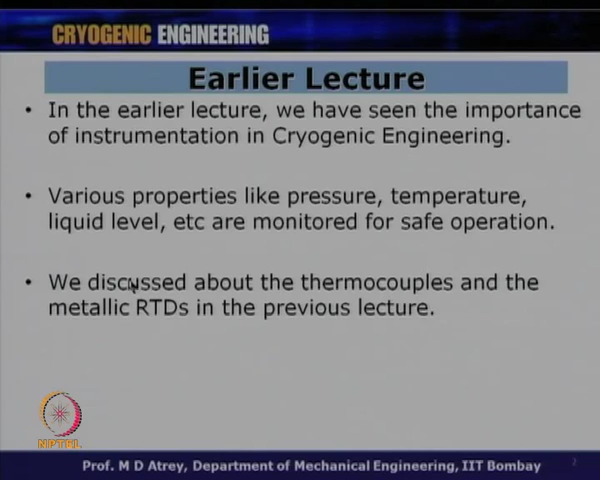 CRYOGENIC ENGINEERING
Earlier Lecture
• In the earlier lecture, we have seen the importance
of instrumentation in Cryogenic Engineering.
• Various properties like pressure, temperature,
liquid level, etc are monitored for safe operation.
• We discussed about the thermocouples and the
metallic RTDs in the previous lecture.
NPTEL
Prof. M D Atrey, Department of Mechanical Engineering, IIT Bombay
2